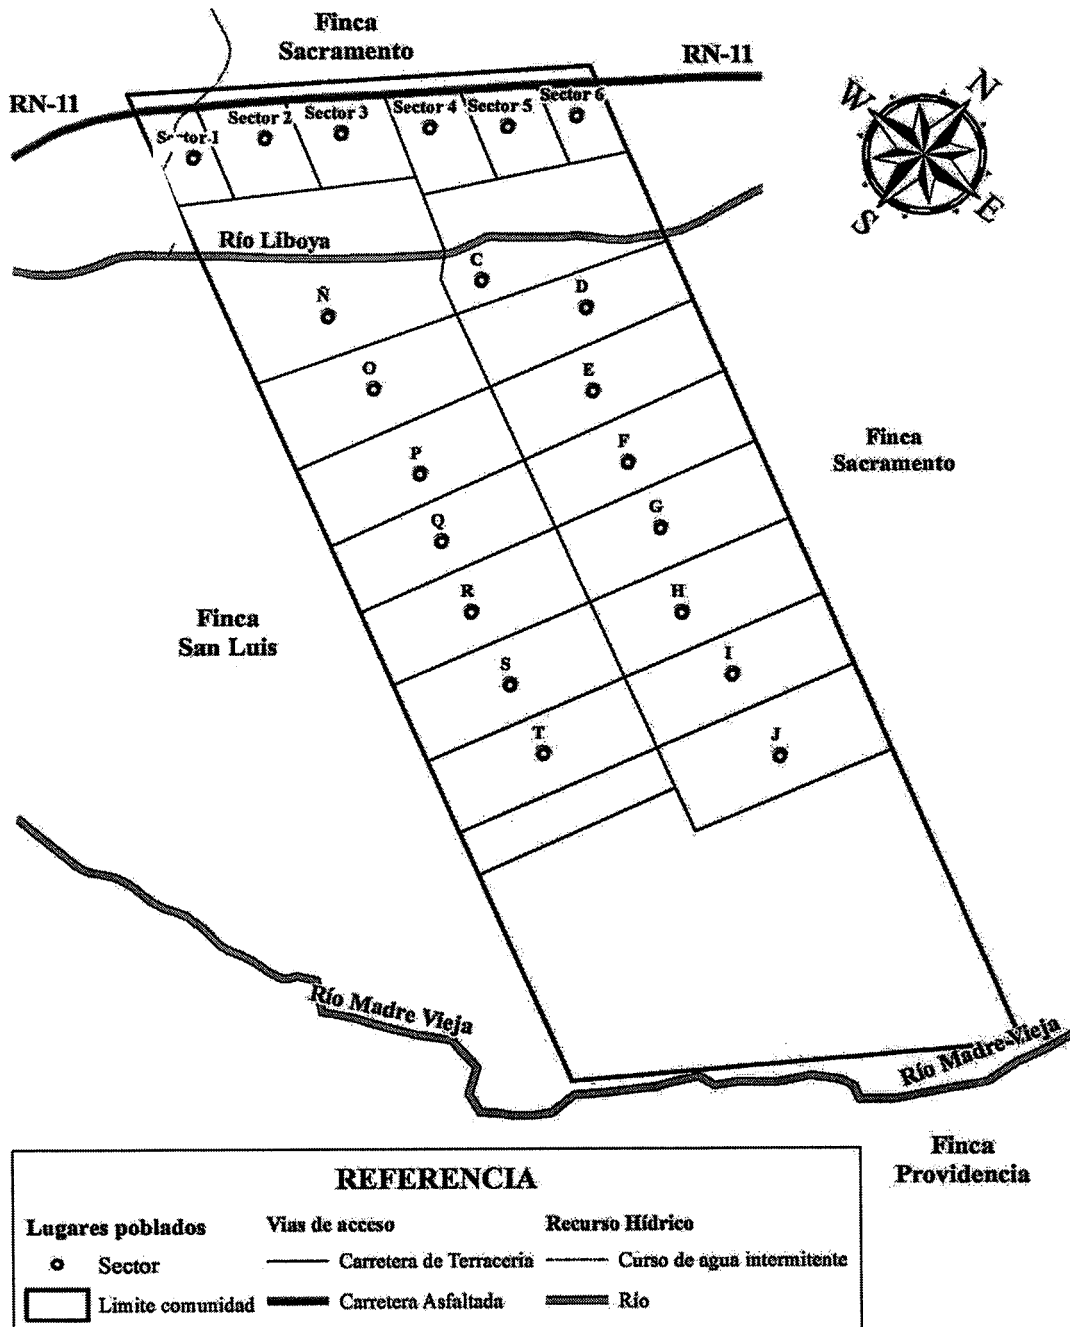 Finca
Sacramento
RN-11
RN-11
N
W
E
S
Sector 1
Sector 2
Sector 3
Sector 4
Sector 5
Sector 6
Río Liboya
C
Ñ
D
O
E
P
F
Q
G
R
H
S
I
T
J
Finca
Sacramento
Finca
San Luis
Río Madre Vieja
Río Madre Vieja
Finca
Providencia
REFERENCIA
Lugares poblados
Vias de acceso
Recurso Hídrico
Sector
Carretera de Terracería
Curso de agua intermitente
Limite comunidad
Carretera Asfaltada
Río